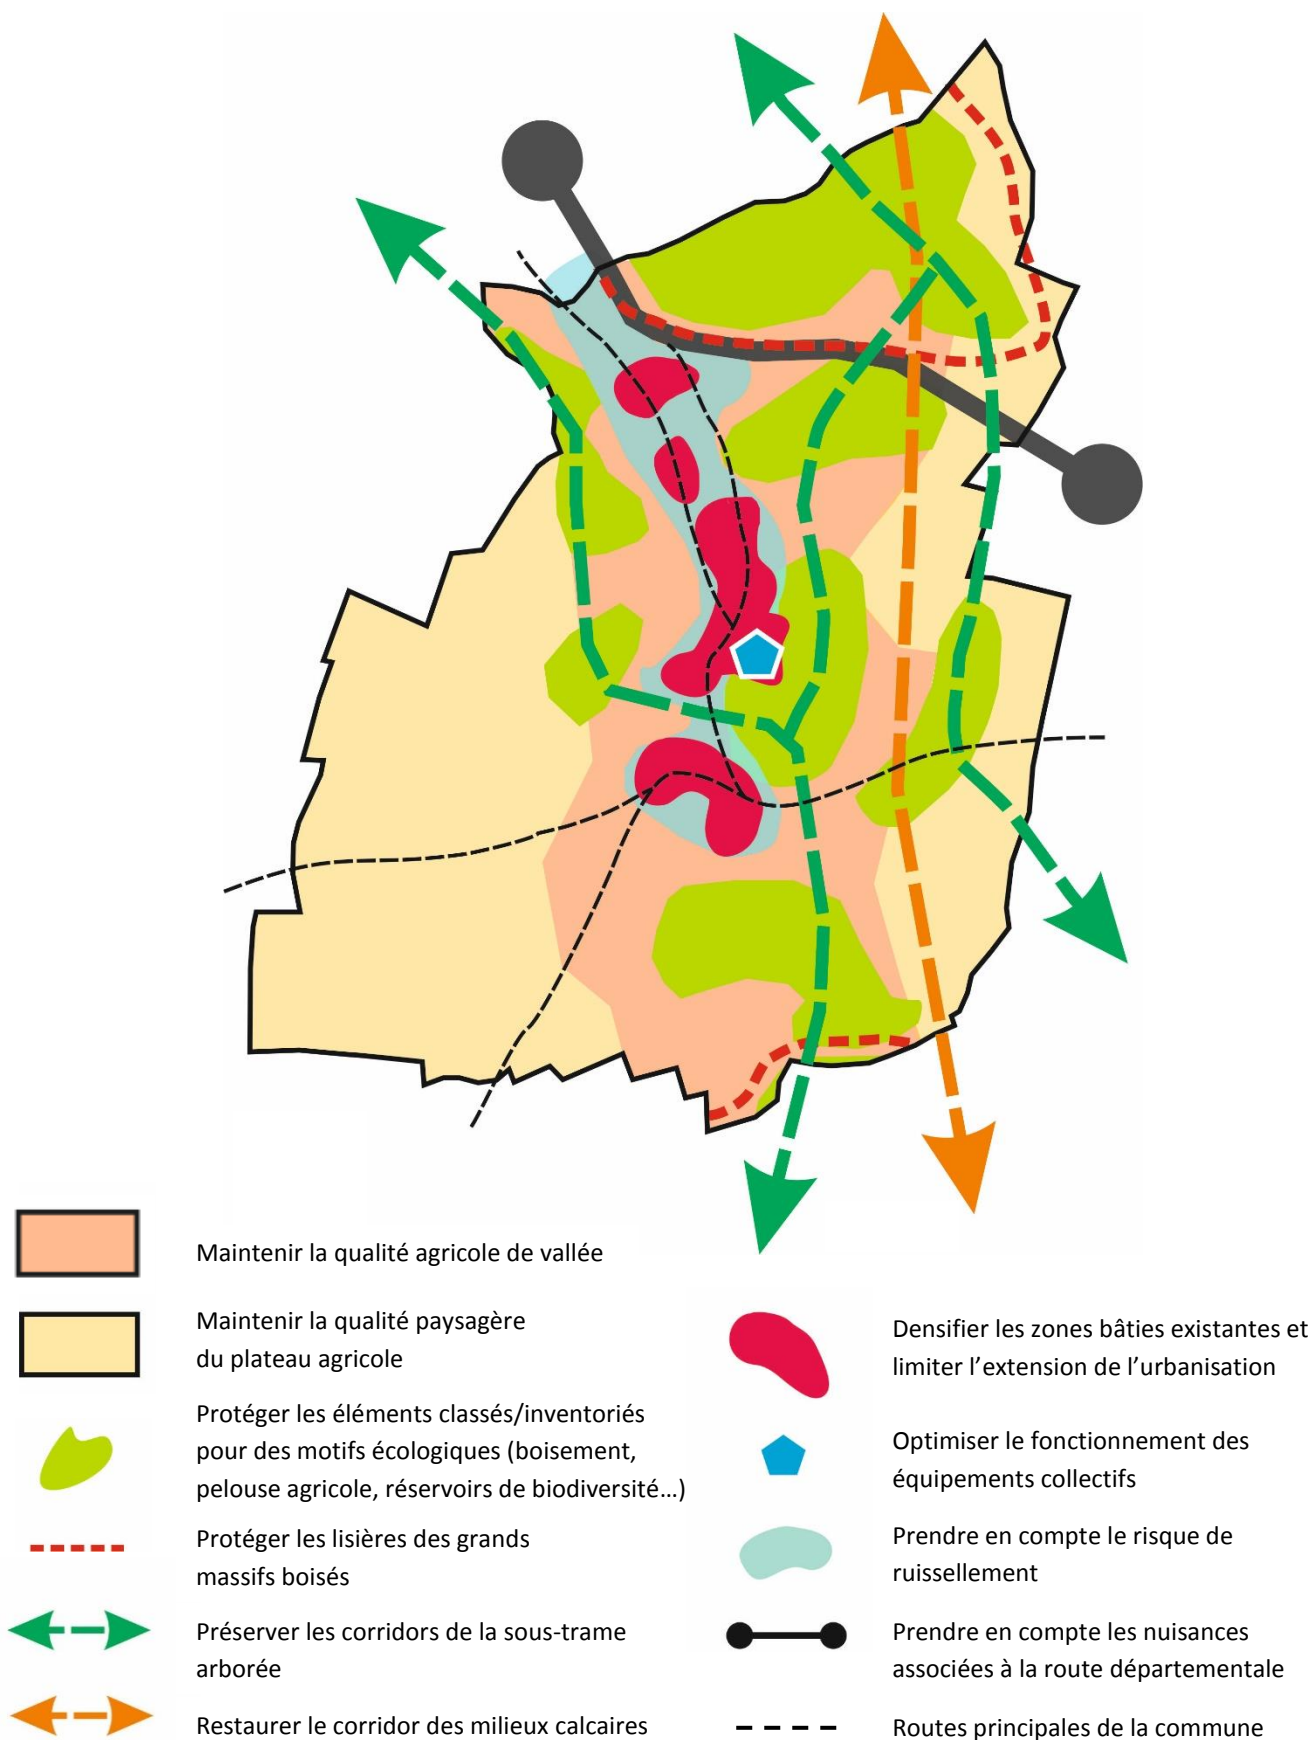 Maintenir la qualité agricole de vallée
Maintenir la qualité paysagère
du plateau agricole
Protéger les éléments classés/inventoriés
pour des motifs écologiques (boisement,
pelouse agricole, réservoirs de biodiversité…)
Protéger les lisières des grands
massifs boisés
Préserver les corridors de la sous-trame
arborée
Restaurer le corridor des milieux calcaires
Densifier les zones bâties existantes et
limiter l’extension de l’urbanisation
Optimiser le fonctionnement des
équipements collectifs
Prendre en compte le risque de
ruissellement
Prendre en compte les nuisances
associées à la route départementale
Routes principales de la commune